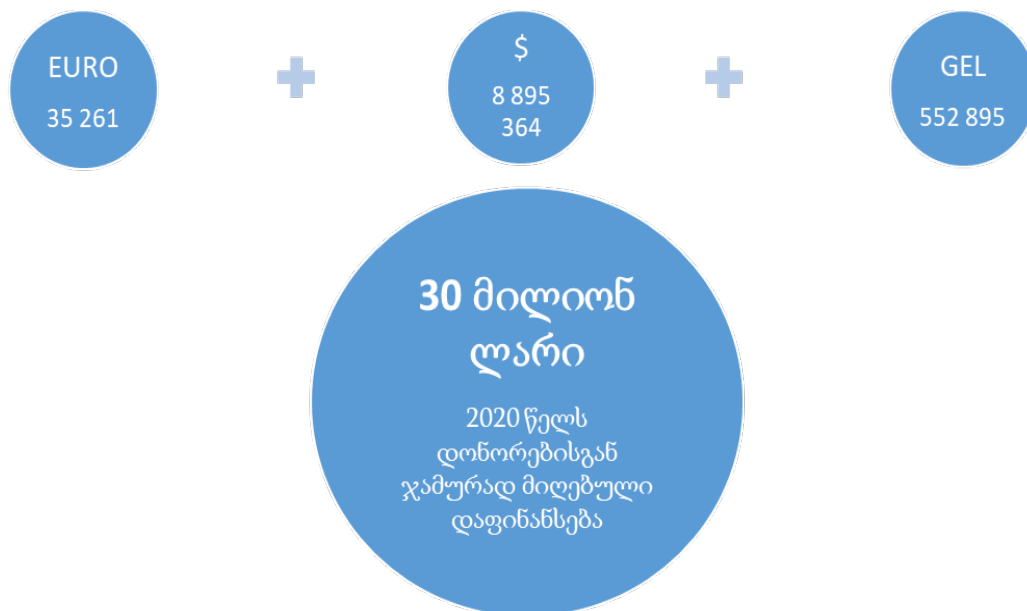 EURO
35 261
$
8 895
364
GEL
552 895
30 მილიონ
ლარი
2020 წელს
დონორებისგან
ჯამურად მიღებული
დაფინანსება